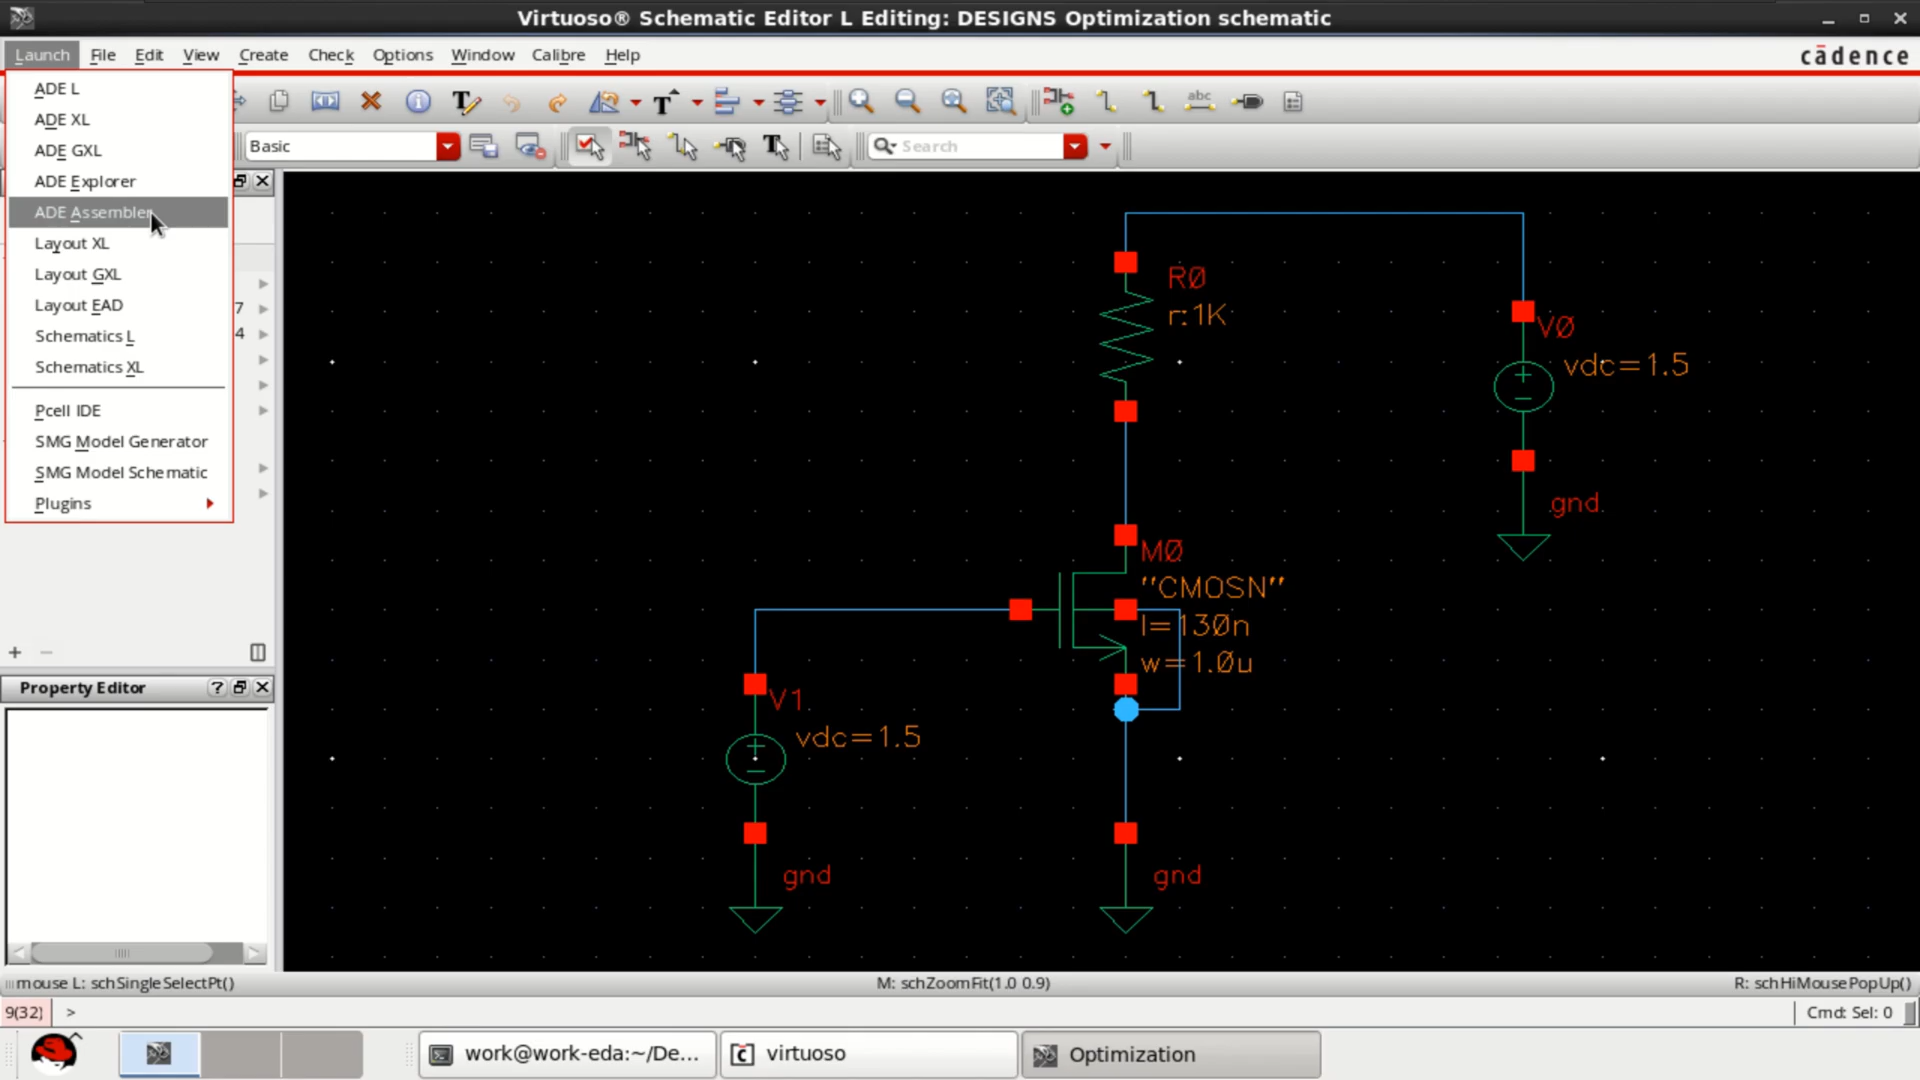 Virtuoso® Schematic Editor L Editing: DESIGNS Optimization schematic
Launch File Edit View Create Check Options Window Calibre Help
cādence
ADE L
ADE XL
ADE GXL
ADE Explorer
ADE Assembler
Layout XL
Layout GXL
Layout EAD
Schematics L
Schematics XL
Pcell IDE
SMG Model Generator
SMG Model Schematic
Plugins
abc
Basic
Search
7
4
Property Editor
R0
r:1K
V0
vdc=1.5
gnd
M0
"CMOSN"
l=130n
w=1.0u
V1
vdc=1.5
gnd
gnd
mouse L: schSingleSelectPt()
M: schZoomFit(1.0 0.9)
R: schHiMousePopUp()
9(32)
>
Cmd: Sel: 0
work@work-eda:~/De...
virtuoso
Optimization